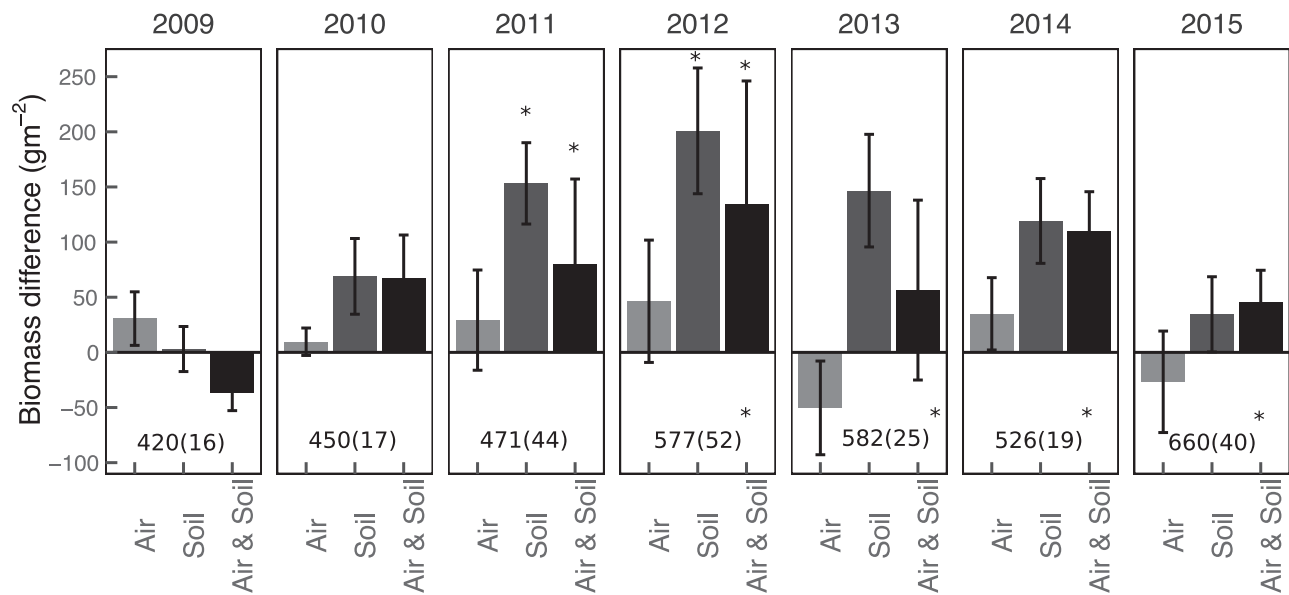 2009 2010 2011 2012 2013 2014 2015
Biomass difference (gm−2)
250
200
150
100
50
0
−50
−100
* * * *
* * * *
420(16) 450(17) 471(44) 577(52) 582(25) 526(19) 660(40)
Air Soil Air & Soil Air Soil Air & Soil Air Soil Air & Soil Air Soil Air & Soil Air Soil Air & Soil Air Soil Air & Soil Air Soil Air & Soil